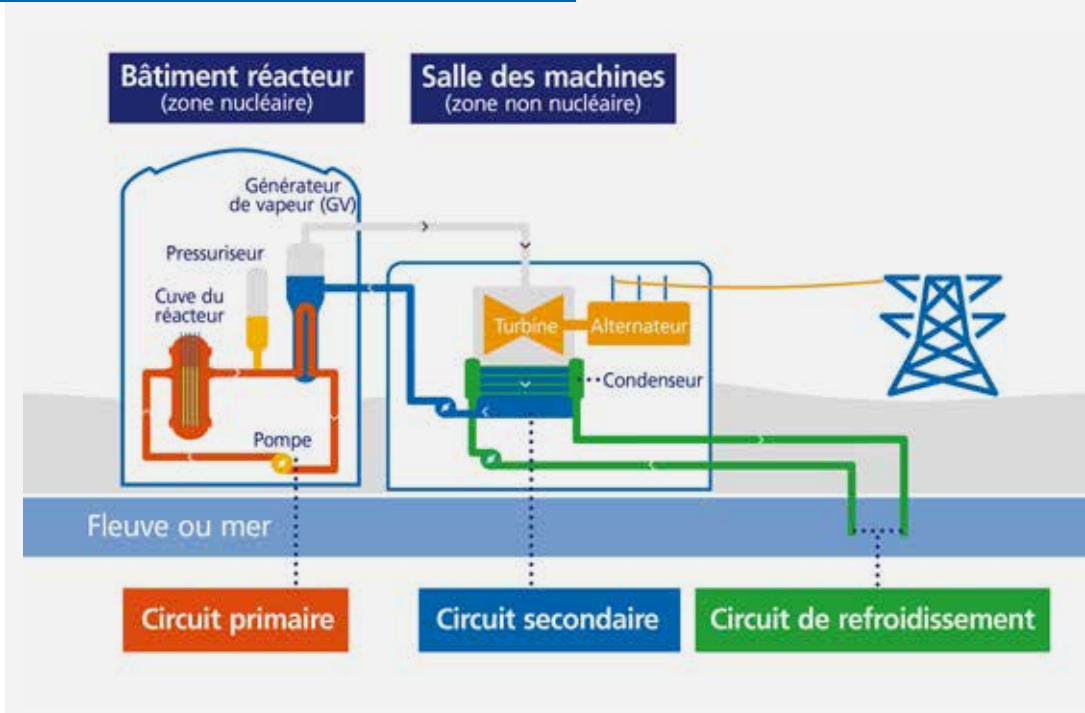 Bâtiment réacteur
(zone nucléaire)
Salle des machines
(zone non nucléaire)
Générateur
de vapeur (GV)
Pressuriseur
Cuve du
réacteur
Turbine
Alternateur
Condenseur
Pompe
Fleuve ou mer
Circuit primaire
Circuit secondaire
Circuit de refroidissement